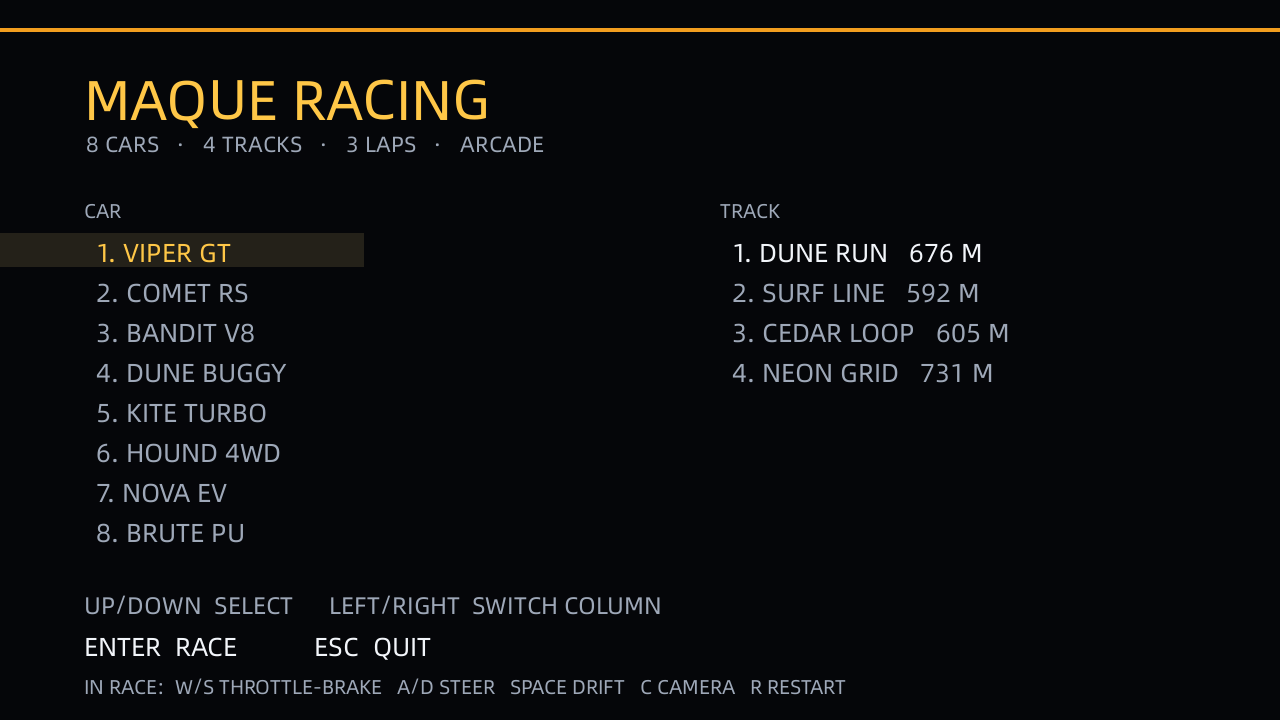 MAQUE RACING
8 CARS · 4 TRACKS · 3 LAPS · ARCADE
CAR
1. VIPER GT
2. COMET RS
3. BANDIT V8
4. DUNE BUGGY
5. KITE TURBO
6. HOUND 4WD
7. NOVA EV
8. BRUTE PU
TRACK
1. DUNE RUN 676 M
2. SURF LINE 592 M
3. CEDAR LOOP 605 M
4. NEON GRID 731 M
UP/DOWN SELECT LEFT/RIGHT SWITCH COLUMN
ENTER RACE ESC QUIT
IN RACE: W/S THROTTLE-BRAKE A/D STEER SPACE DRIFT C CAMERA R RESTART